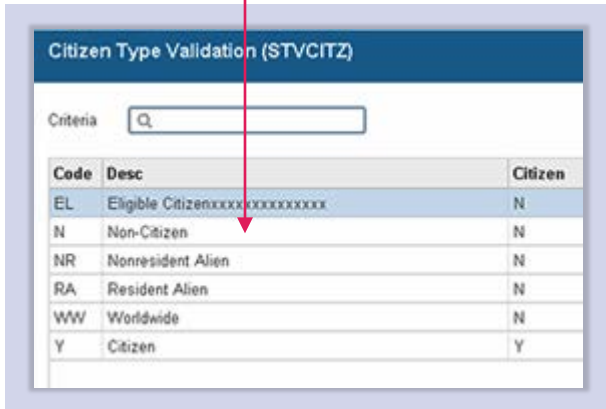 Citizen Type Validation (STVCITZ)
Criteria
Code Desc Citizen
EL Eligible Citizenxxxxxxxxxxxxxx N
N Non-Citizen N
NR Nonresident Alien N
RA Resident Alien N
WW Worldwide N
Y Citizen Y